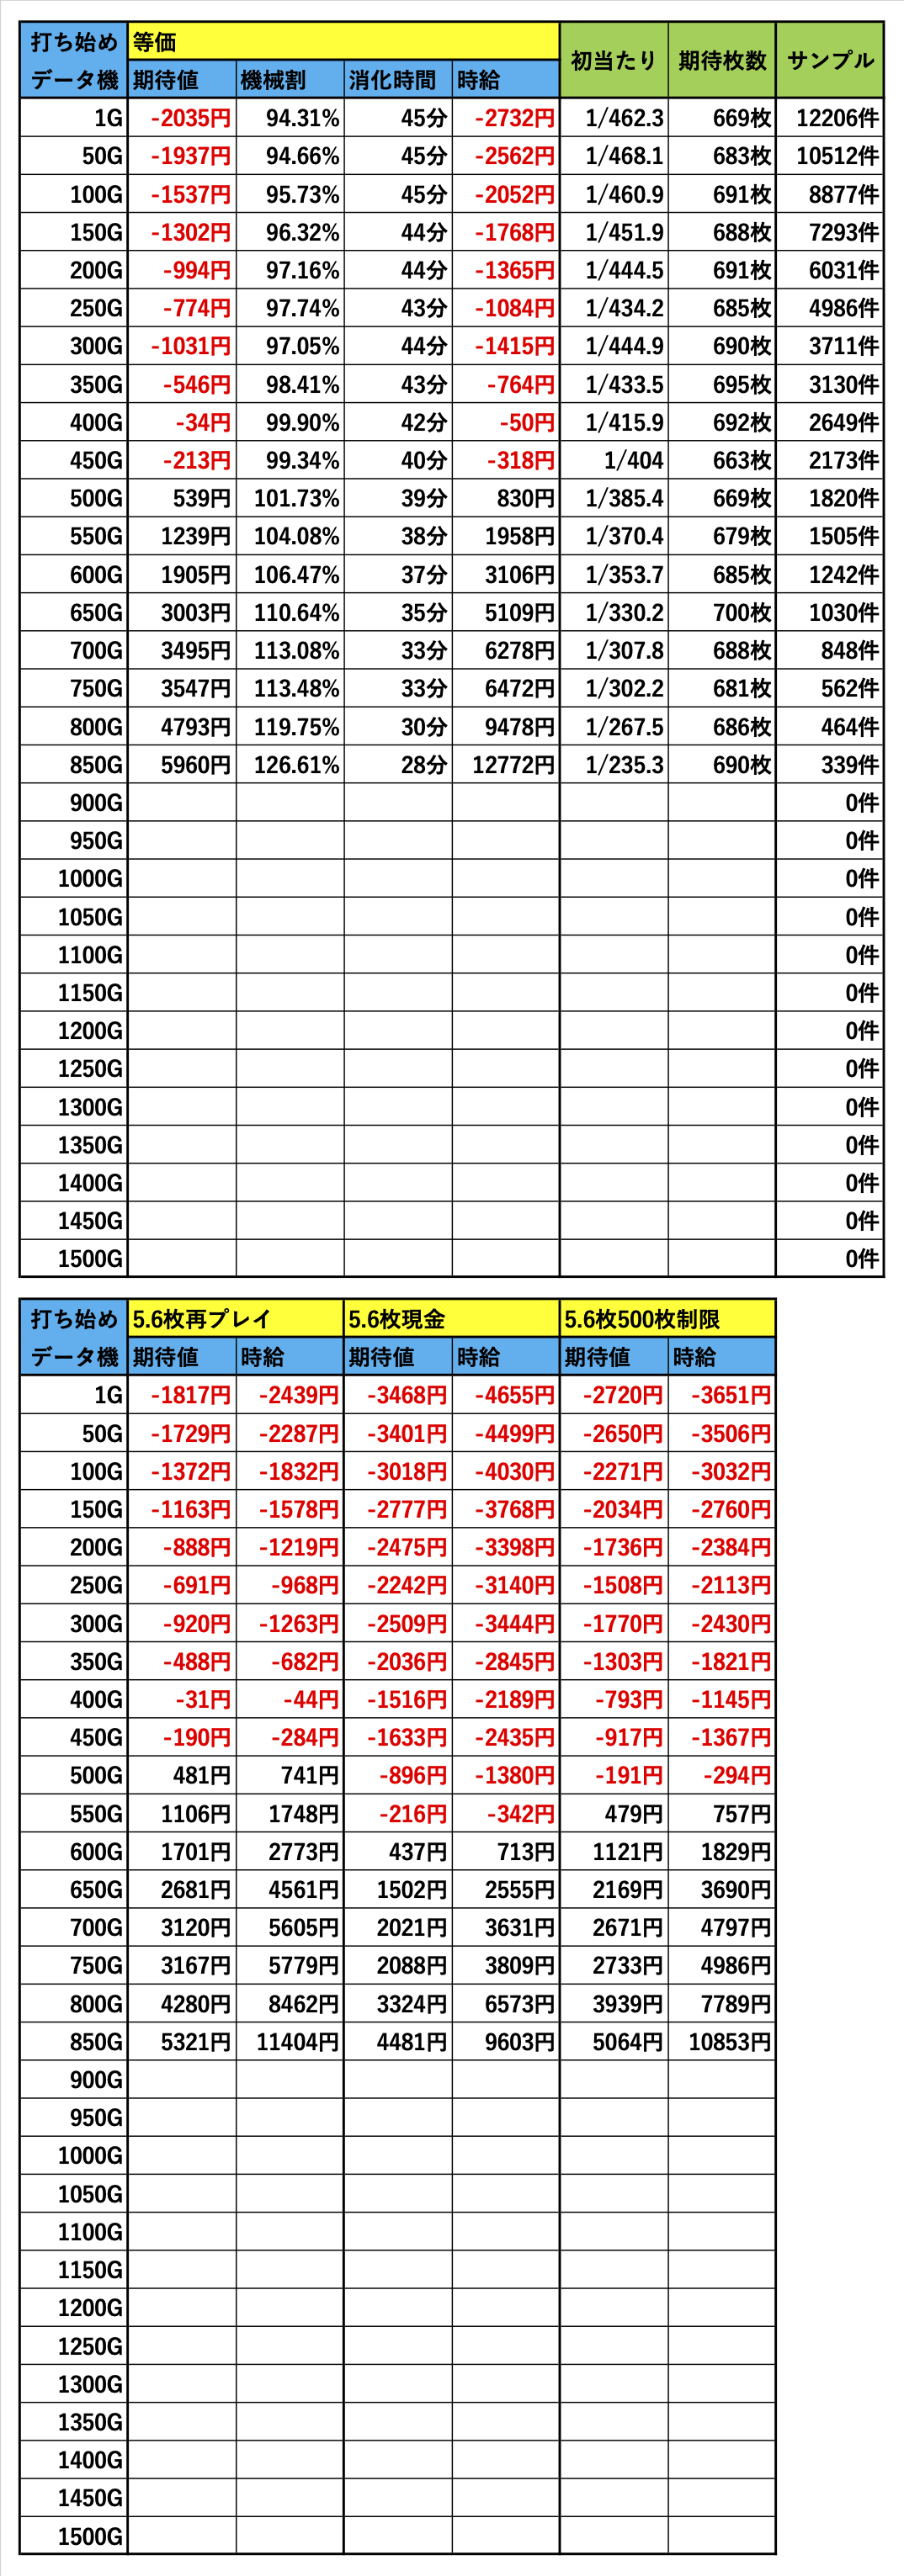 打ち始め 等価 初当たり 期待枚数 サンプル
データ機 期待値 機械割 消化時間 時給
1G -2035円 94.31% 45分 -2732円 1/462.3 669枚 12206件
50G -1937円 94.66% 45分 -2562円 1/468.1 683枚 10512件
100G -1537円 95.73% 45分 -2052円 1/460.9 691枚 8877件
150G -1302円 96.32% 44分 -1768円 1/451.9 688枚 7293件
200G -994円 97.16% 44分 -1365円 1/444.5 691枚 6031件
250G -774円 97.74% 43分 -1084円 1/434.2 685枚 4986件
300G -1031円 97.05% 44分 -1415円 1/444.9 690枚 3711件
350G -546円 98.41% 43分 -764円 1/433.5 695枚 3130件
400G -34円 99.90% 42分 -50円 1/415.9 692枚 2649件
450G -213円 99.34% 40分 -318円 1/404 663枚 2173件
500G 539円 101.73% 39分 830円 1/385.4 669枚 1820件
550G 1239円 104.08% 38分 1958円 1/370.4 679枚 1505件
600G 1905円 106.47% 37分 3106円 1/353.7 685枚 1242件
650G 3003円 110.64% 35分 5109円 1/330.2 700枚 1030件
700G 3495円 113.08% 33分 6278円 1/307.8 688枚 848件
750G 3547円 113.48% 33分 6472円 1/302.2 681枚 562件
800G 4793円 119.75% 30分 9478円 1/267.5 686枚 464件
850G 5960円 126.61% 28分 12772円 1/235.3 690枚 339件
900G 0件
950G 0件
1000G 0件
1050G 0件
1100G 0件
1150G 0件
1200G 0件
1250G 0件
1300G 0件
1350G 0件
1400G 0件
1450G 0件
1500G 0件
打ち始め 5.6枚再プレイ 5.6枚現金 5.6枚500枚制限
データ機 期待値 時給 期待値 時給 期待値 時給
1G -1817円 -2439円 -3468円 -4655円 -2720円 -3651円
50G -1729円 -2287円 -3401円 -4499円 -2650円 -3506円
100G -1372円 -1832円 -3018円 -4030円 -2271円 -3032円
150G -1163円 -1578円 -2777円 -3768円 -2034円 -2760円
200G -888円 -1219円 -2475円 -3398円 -1736円 -2384円
250G -691円 -968円 -2242円 -3140円 -1508円 -2113円
300G -920円 -1263円 -2509円 -3444円 -1770円 -2430円
350G -488円 -682円 -2036円 -2845円 -1303円 -1821円
400G -31円 -44円 -1516円 -2189円 -793円 -1145円
450G -190円 -284円 -1633円 -2435円 -917円 -1367円
500G 481円 741円 -896円 -1380円 -191円 -294円
550G 1106円 1748円 -216円 -342円 479円 757円
600G 1701円 2773円 437円 713円 1121円 1829円
650G 2681円 4561円 1502円 2555円 2169円 3690円
700G 3120円 5605円 2021円 3631円 2671円 4797円
750G 3167円 5779円 2088円 3809円 2733円 4986円
800G 4280円 8462円 3324円 6573円 3939円 7789円
850G 5321円 11404円 4481円 9603円 5064円 10853円
900G
950G
1000G
1050G
1100G
1150G
1200G
1250G
1300G
1350G
1400G
1450G
1500G